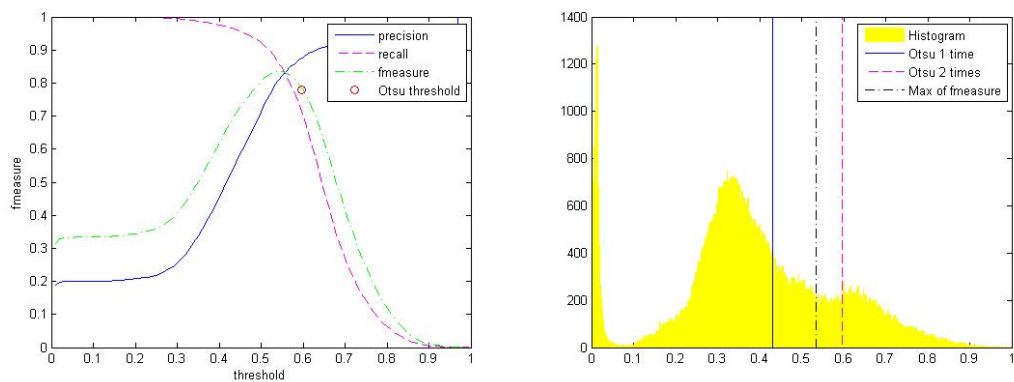 1
0.9
0.8
0.7
0.6
0.5
0.4
0.3
0.2
0.1
0
fmeasure
precision
recall
fmeasure
Otsu threshold
0 0.1 0.2 0.3 0.4 0.5 0.6 0.7 0.8 0.9 1
threshold
1400
1200
1000
800
600
400
200
0
Histogram
Otsu 1 time
Otsu 2 times
Max of fmeasure
0 0.1 0.2 0.3 0.4 0.5 0.6 0.7 0.8 0.9 1